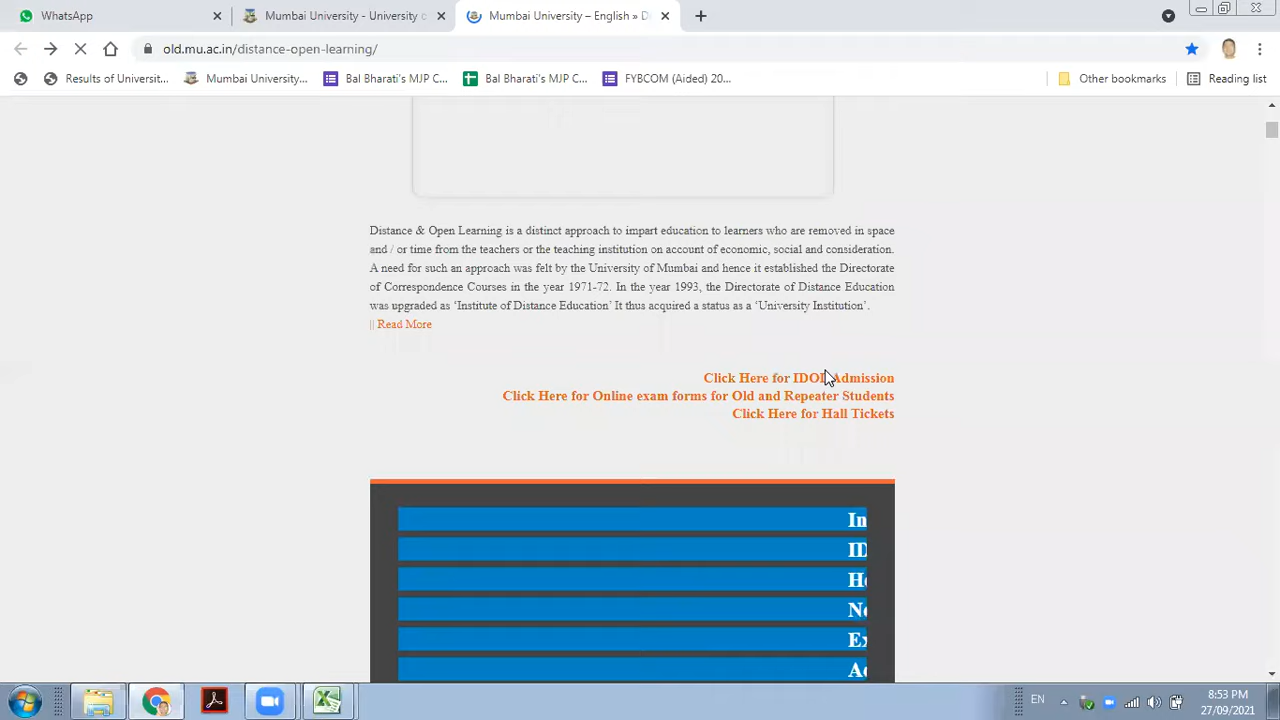 WhatsApp
Mumbai University - University
Mumbai University – English » D
old.mu.ac.in/distance-open-learning/
Results of Universit...
Mumbai University...
Bal Bharati's MJP C...
Bal Bharati's MJP C...
FYBCOM (Aided) 20...
Other bookmarks
Reading list
Distance & Open Learning is a distinct approach to impart education to learners who are removed in space
and / or time from the teachers or the teaching institution on account of economic, social and consideration.
A need for such an approach was felt by the University of Mumbai and hence it established the Directorate
of Correspondence Courses in the year 1971-72. In the year 1993, the Directorate of Distance Education
was upgraded as ‘Institute of Distance Education’ It thus acquired a status as a ‘University Institution’.
|| Read More
Click Here for IDOL Admission
Click Here for Online exam forms for Old and Repeater Students
Click Here for Hall Tickets
In
ID
He
Ne
Ex
Ac
EN
8:53 PM
27/09/2021